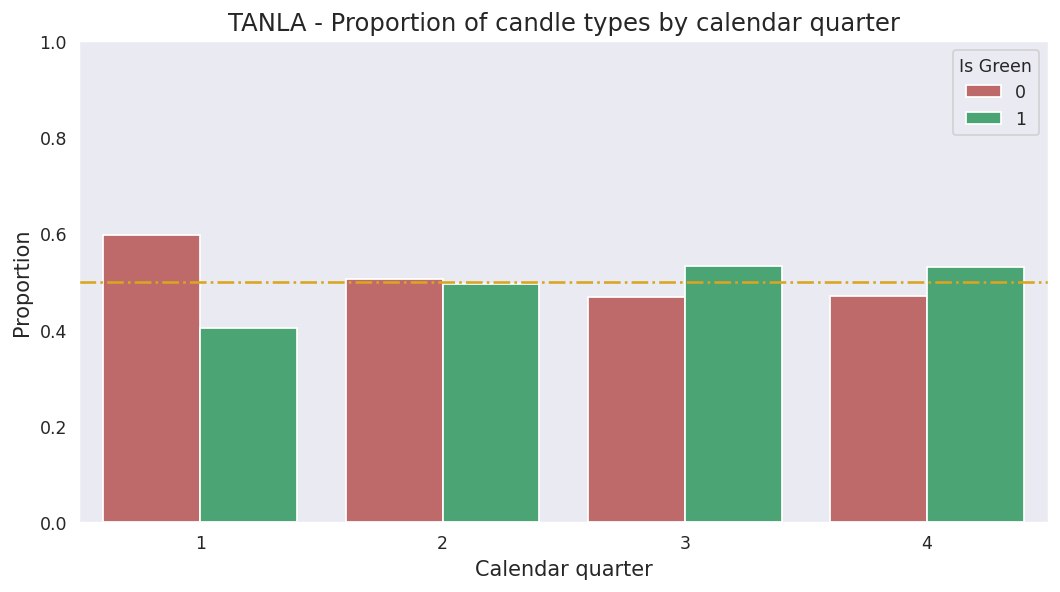 TANLA - Proportion of candle types by calendar quarter
1.0
0.8
0.6
0.4
0.2
0.0
Proportion
Is Green
0
1
1 2 3 4
Calendar quarter